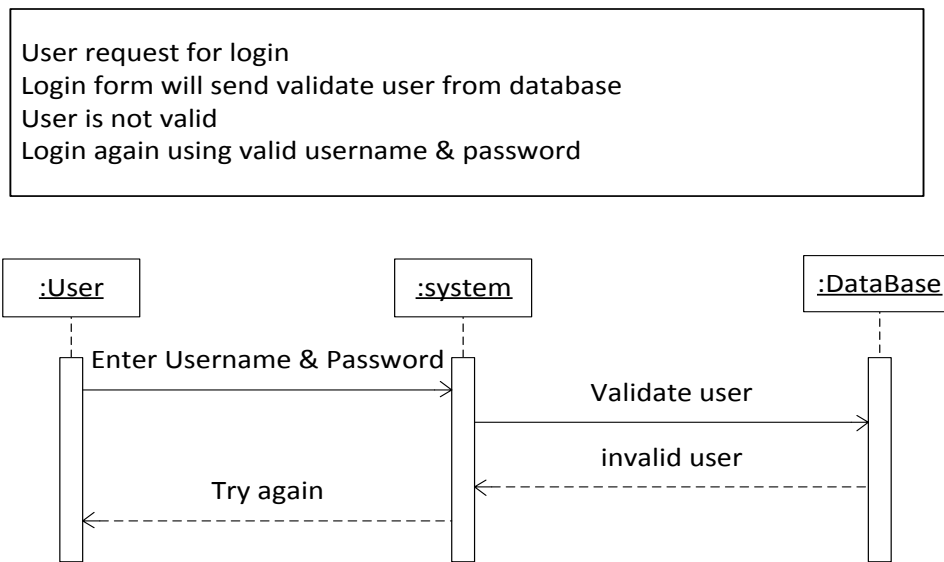 User request for login
Login form will send validate user from database
User is not valid
Login again using valid username & password
:User
:system
:DataBase
Enter Username & Password
Validate user
invalid user
Try again